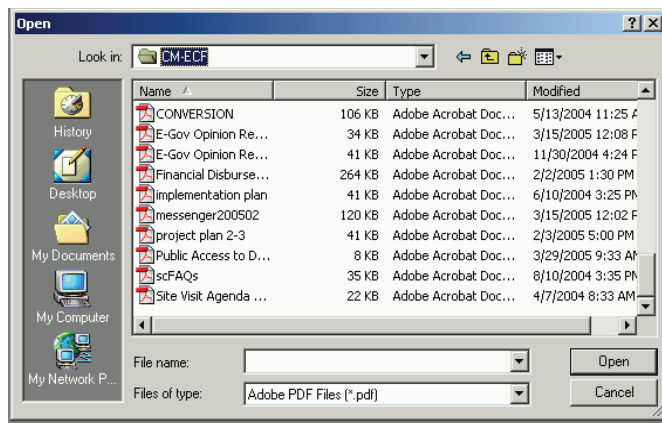 Open
Look in: CM-ECF
Name Size Type Modified
CONVERSION 106 KB Adobe Acrobat Doc... 5/13/2004 11:25 A
E-Gov Opinion Re... 34 KB Adobe Acrobat Doc... 3/15/2005 12:08 P
E-Gov Opinion Re... 41 KB Adobe Acrobat Doc... 11/30/2004 4:24 P
Financial Disburse... 264 KB Adobe Acrobat Doc... 2/2/2005 1:30 PM
implementation plan 41 KB Adobe Acrobat Doc... 6/10/2004 3:25 PM
messenger200502 120 KB Adobe Acrobat Doc... 3/15/2005 12:02 P
project plan 2-3 41 KB Adobe Acrobat Doc... 2/3/2005 5:00 PM
Public Access to D... 8 KB Adobe Acrobat Doc... 3/29/2005 9:33 AM
scFAQs 35 KB Adobe Acrobat Doc... 8/10/2004 3:35 PM
Site Visit Agenda ... 22 KB Adobe Acrobat Doc... 4/7/2004 8:33 AM
History
Desktop
My Documents
My Computer
My Network P...
File name: Open
Files of type: Adobe PDF Files (*.pdf) Cancel